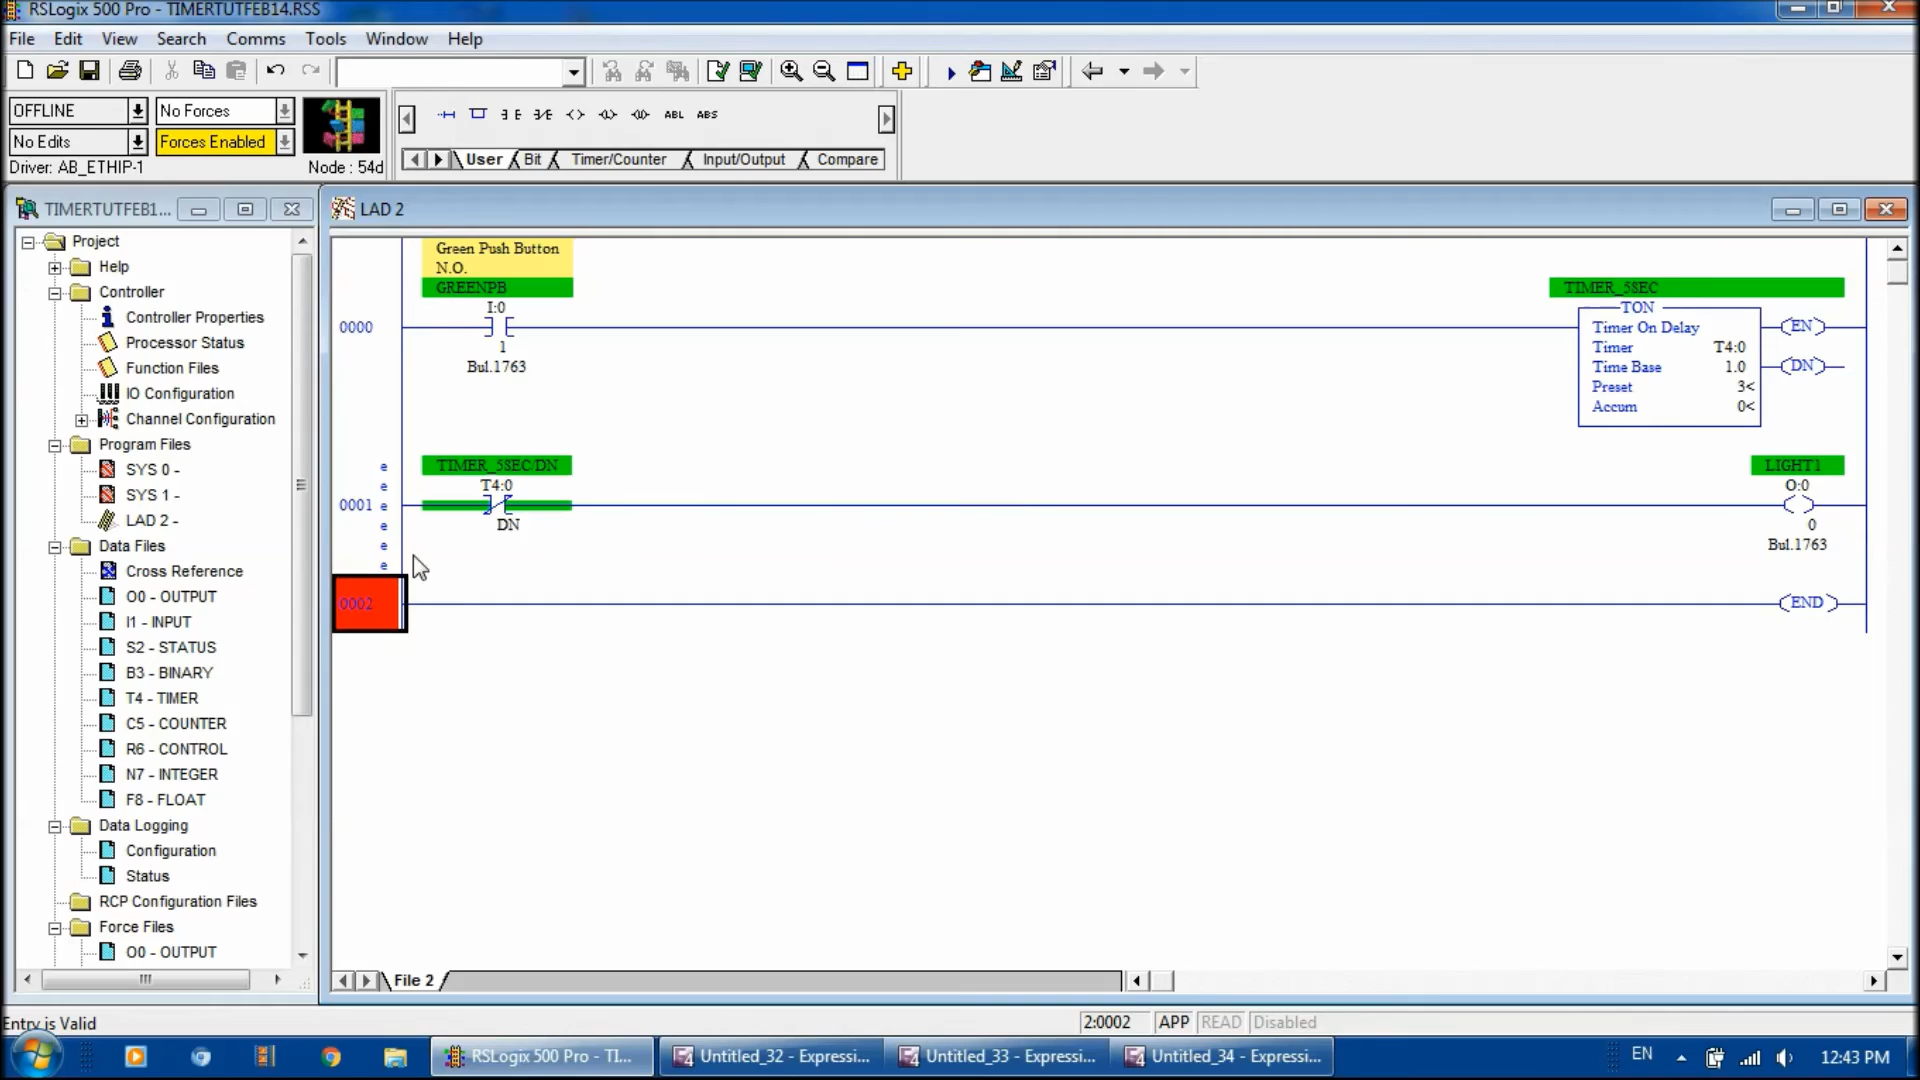 RSLogix 500 Pro - TIMERTUTFEB14.RSS
File Edit View Search Comms Tools Window Help
OFFLINE No Forces
No Edits Forces Enabled
Driver: AB_ETHIP-1 Node : 54d
ABL ABS
User Bit Timer/Counter Input/Output Compare
TIMERTUTFEB1...
Project
Help
Controller
Controller Properties
Processor Status
Function Files
IO Configuration
Channel Configuration
Program Files
SYS 0 -
SYS 1 -
LAD 2 -
Data Files
Cross Reference
O0 - OUTPUT
I1 - INPUT
S2 - STATUS
B3 - BINARY
T4 - TIMER
C5 - COUNTER
R6 - CONTROL
N7 - INTEGER
F8 - FLOAT
Data Logging
Configuration
Status
RCP Configuration Files
Force Files
O0 - OUTPUT
LAD 2
Green Push Button
N.O.
GREENPB
I:0
0000
1
Bul.1763
TIMER_5SEC
TON
Timer On Delay
Timer T4:0
Time Base 1.0
Preset 3<
Accum 0<
EN
DN
e
e
e
e
e
e
0001
TIMER_5SEC/DN
T4:0
DN
LIGHT1
O:0
0
Bul.1763
0002
END
File 2
Entry is Valid
2:0002 APP READ Disabled
RSLogix 500 Pro - TI...
Untitled_32 - Expressi...
Untitled_33 - Expressi...
Untitled_34 - Expressi...
EN
12:43 PM